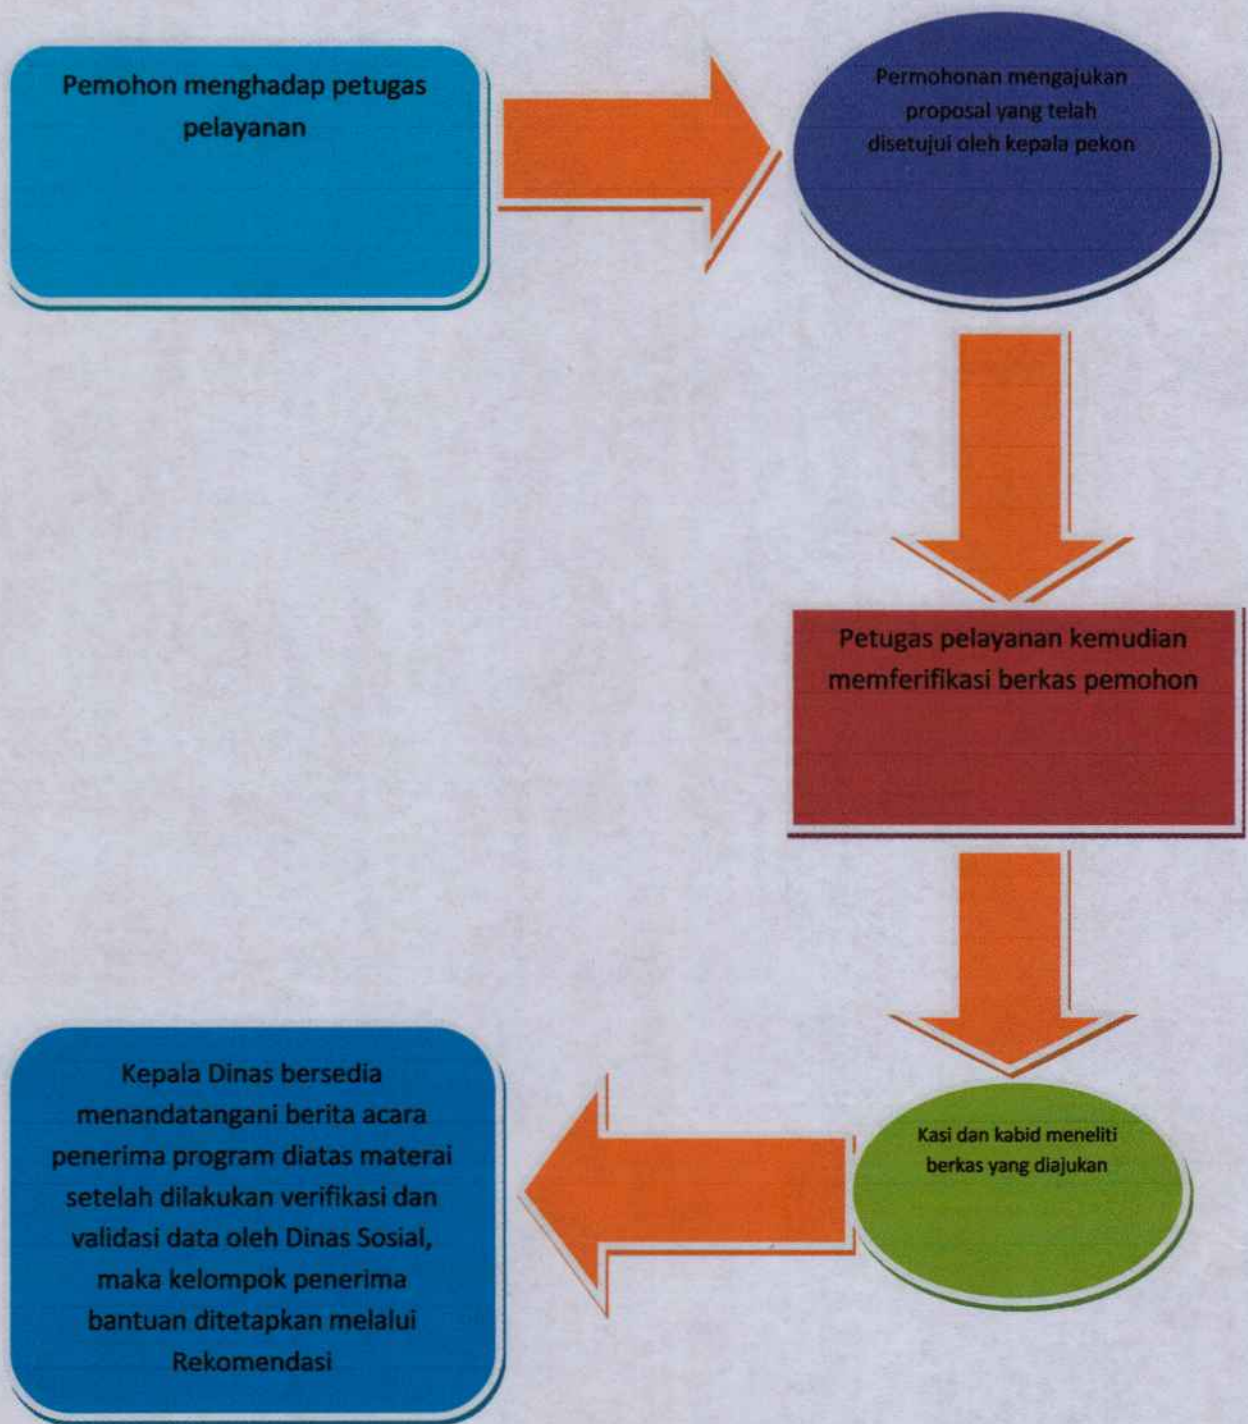 Pemohon menghadap petugas
pelayanan
Permohonan mengajukan
proposal yang telah
disetujui oleh kepala pekon
Petugas pelayanan kemudian
memferifikasi berkas pemohon
Kasi dan kabid meneliti
berkas yang diajukan
Kepala Dinas bersedia
menandatangani berita acara
penerima program diatas materai
setelah dilakukan verifikasi dan
validasi data oleh Dinas Sosial,
maka kelompok penerima
bantuan ditetapkan melalui
Rekomendasi